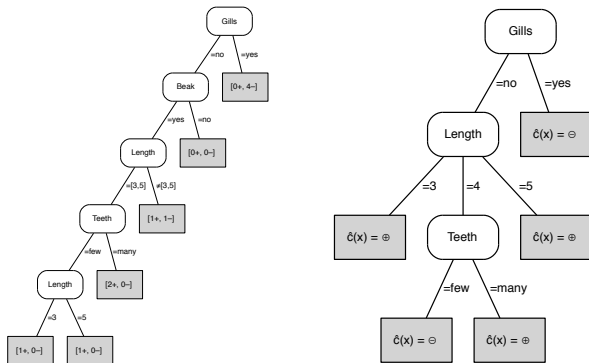 Gills
=no
=yes
Beak
[0+, 4−]
=yes
=no
Length
[0+, 0−]
=[3,5]
≠[3,5]
Teeth
[1+, 1−]
=few
=many
Length
[2+, 0−]
=3
=5
[1+, 0−]
[1+, 0−]
Gills
=no
=yes
Length
ĉ(x) = ⊖
=3
=4
=5
ĉ(x) = ⊕
Teeth
ĉ(x) = ⊕
=few
=many
ĉ(x) = ⊖
ĉ(x) = ⊕